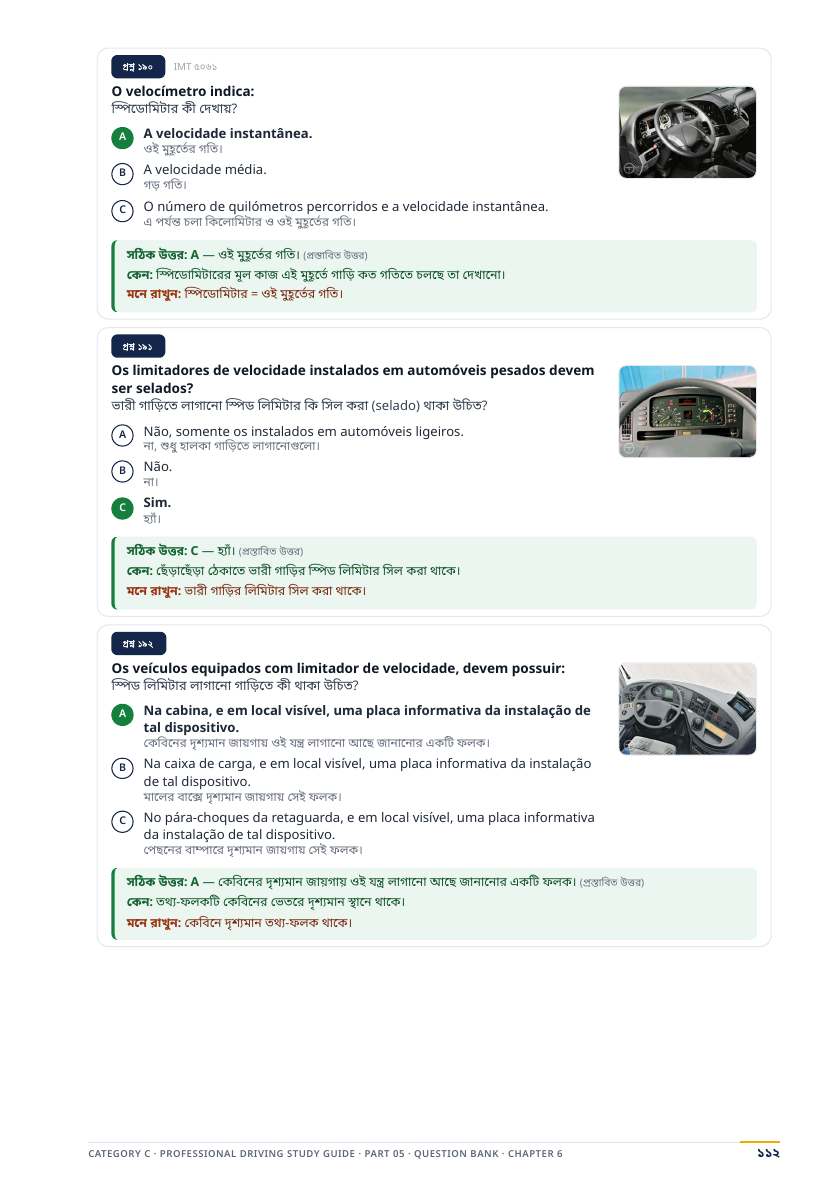 প্রশ্ন ১৯০ IMT ৫০৬১
O velocímetro indica:
স্পিডোমিটার কী দেখায়?
A A velocidade instantânea.
ওই মুহূর্তের গতি।
B A velocidade média.
গড় গতি।
C O número de quilómetros percorridos e a velocidade instantânea.
এ পর্যন্ত চলা কিলোমিটার ও ওই মুহূর্তের গতি।
সঠিক উত্তর: A — ওই মুহূর্তের গতি। (প্রস্তাবিত উত্তর)
কেন: স্পিডোমিটারের মূল কাজ এই মুহূর্তে গাড়ি কত গতিতে চলছে তা দেখানো।
মনে রাখুন: স্পিডোমিটার = ওই মুহূর্তের গতি।
প্রশ্ন ১৯১
Os limitadores de velocidade instalados em automóveis pesados devem
ser selados?
ভারী গাড়িতে লাগানো স্পিড লিমিটার কি সিল করা (selado) থাকা উচিত?
A Não, somente os instalados em automóveis ligeiros.
না, শুধু হালকা গাড়িতে লাগানোগুলো।
B Não.
না।
C Sim.
হ্যাঁ।
সঠিক উত্তর: C — হ্যাঁ। (প্রস্তাবিত উত্তর)
কেন: ছেঁড়াছেঁড়া ঠেকাতে ভারী গাড়ির স্পিড লিমিটার সিল করা থাকে।
মনে রাখুন: ভারী গাড়ির লিমিটার সিল করা থাকে।
প্রশ্ন ১৯২
Os veículos equipados com limitador de velocidade, devem possuir:
স্পিড লিমিটার লাগানো গাড়িতে কী থাকা উচিত?
A Na cabina, e em local visível, uma placa informativa da instalação de
tal dispositivo.
কেবিনের দৃশ্যমান জায়গায় ওই যন্ত্র লাগানো আছে জানানোর একটি ফলক।
B Na caixa de carga, e em local visível, uma placa informativa da instalação
de tal dispositivo.
মালের বাক্সে দৃশ্যমান জায়গায় সেই ফলক।
C No pára-choques da retaguarda, e em local visível, uma placa informativa
da instalação de tal dispositivo.
পেছনের বাম্পারে দৃশ্যমান জায়গায় সেই ফলক।
সঠিক উত্তর: A — কেবিনের দৃশ্যমান জায়গায় ওই যন্ত্র লাগানো আছে জানানোর একটি ফলক। (প্রস্তাবিত উত্তর)
কেন: তথ্য-ফলকটি কেবিনের ভেতরে দৃশ্যমান স্থানে থাকে।
মনে রাখুন: কেবিনে দৃশ্যমান তথ্য-ফলক থাকে।
CATEGORY C · PROFESSIONAL DRIVING STUDY GUIDE · PART 05 · QUESTION BANK · CHAPTER 6 ১১২